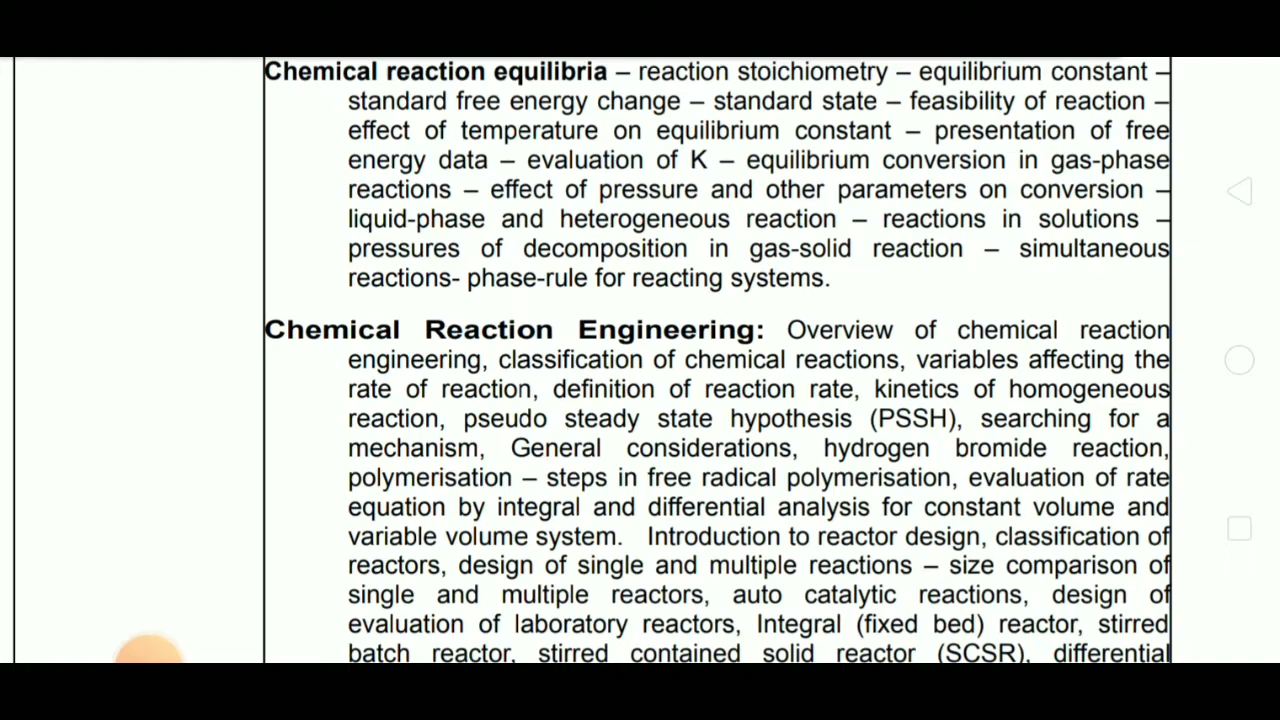 Chemical reaction equilibria – reaction stoichiometry – equilibrium constant –
standard free energy change – standard state – feasibility of reaction –
effect of temperature on equilibrium constant – presentation of free
energy data – evaluation of K – equilibrium conversion in gas-phase
reactions – effect of pressure and other parameters on conversion –
liquid-phase and heterogeneous reaction – reactions in solutions –
pressures of decomposition in gas-solid reaction – simultaneous
reactions- phase-rule for reacting systems.
Chemical Reaction Engineering: Overview of chemical reaction
engineering, classification of chemical reactions, variables affecting the
rate of reaction, definition of reaction rate, kinetics of homogeneous
reaction, pseudo steady state hypothesis (PSSH), searching for a
mechanism, General considerations, hydrogen bromide reaction,
polymerisation – steps in free radical polymerisation, evaluation of rate
equation by integral and differential analysis for constant volume and
variable volume system. Introduction to reactor design, classification of
reactors, design of single and multiple reactions – size comparison of
single and multiple reactors, auto catalytic reactions, design of
evaluation of laboratory reactors, Integral (fixed bed) reactor, stirred
batch reactor, stirred contained solid reactor (SCSR), differential